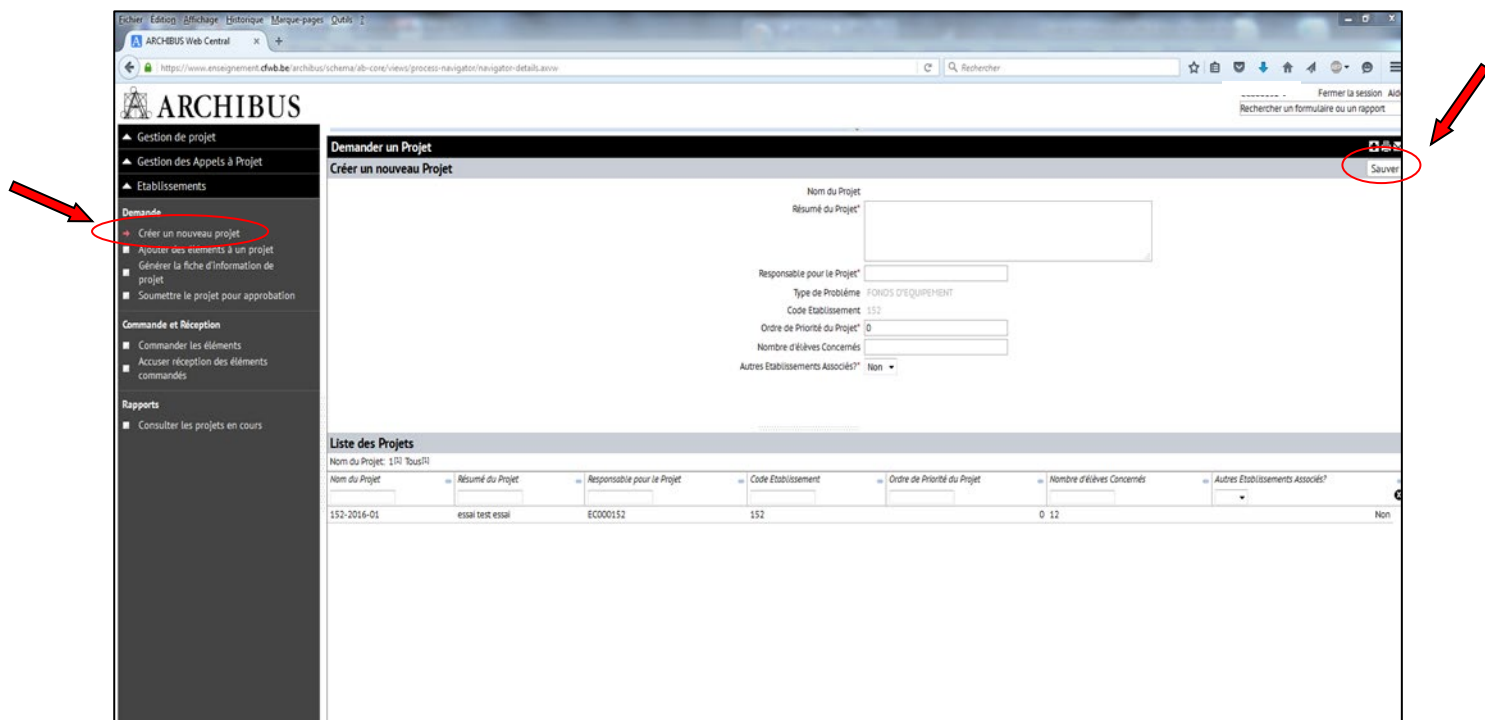 Fichier Edition Affichage Historique Marque-pages Outils ?
ARCHIBUS Web Central × +
https://www.enseignement.cfwb.be/archibus/schema/ab-core/views/process-navigator/navigator-details.axvw
Rechercher
ARCHIBUS
Fermer la session Aide
Rechercher un formulaire ou un rapport
Gestion de projet
Gestion des Appels à Projet
Etablissements
Demande
Créer un nouveau projet
Ajouter des éléments à un projet
Générer la fiche d'information de
projet
Soumettre le projet pour approbation
Commande et Réception
Commander les éléments
Accuser réception des éléments
commandés
Rapports
Consulter les projets en cours
Demander un Projet
Créer un nouveau Projet Sauver
Nom du Projet
Résumé du Projet*
Responsable pour le Projet*
Type de Problème FONDS D'EQUIPEMENT
Code Etablissement 152
Ordre de Priorité du Projet* 0
Nombre d'élèves Concernés
Autres Etablissements Associés?* Non
Liste des Projets
Nom du Projet: 1[1] Tous[1]
Nom du Projet Résumé du Projet Responsable pour le Projet Code Etablissement Ordre de Priorité du Projet Nombre d'élèves Concernés Autres Etablissements Associés?
152-2016-01 essai test essai EC000152 152 0 12 Non